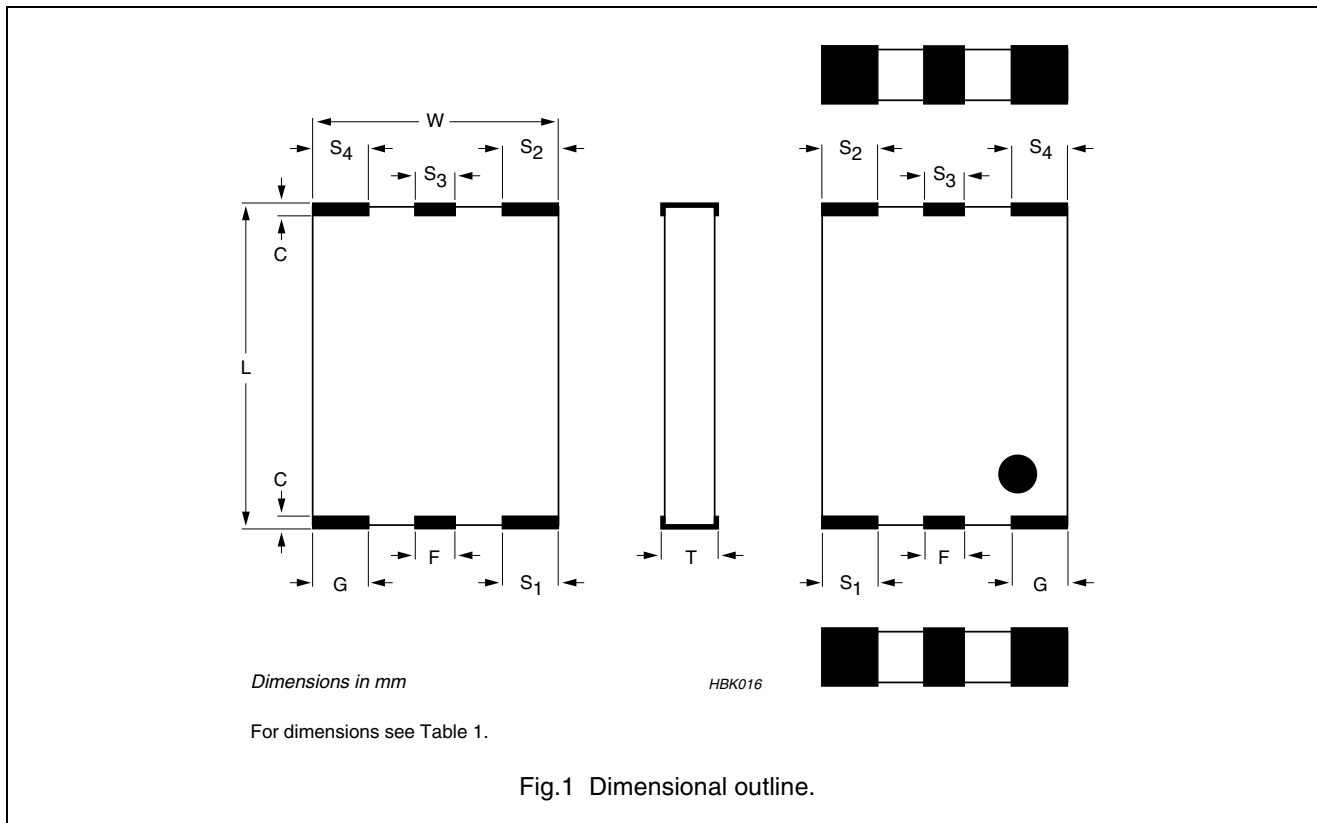 W
S4 S2 S2 S4
S3 S3
C
L
C
F T F
G S1 S1 G
Dimensions in mm HBK016
For dimensions see Table 1.
Fig.1 Dimensional outline.